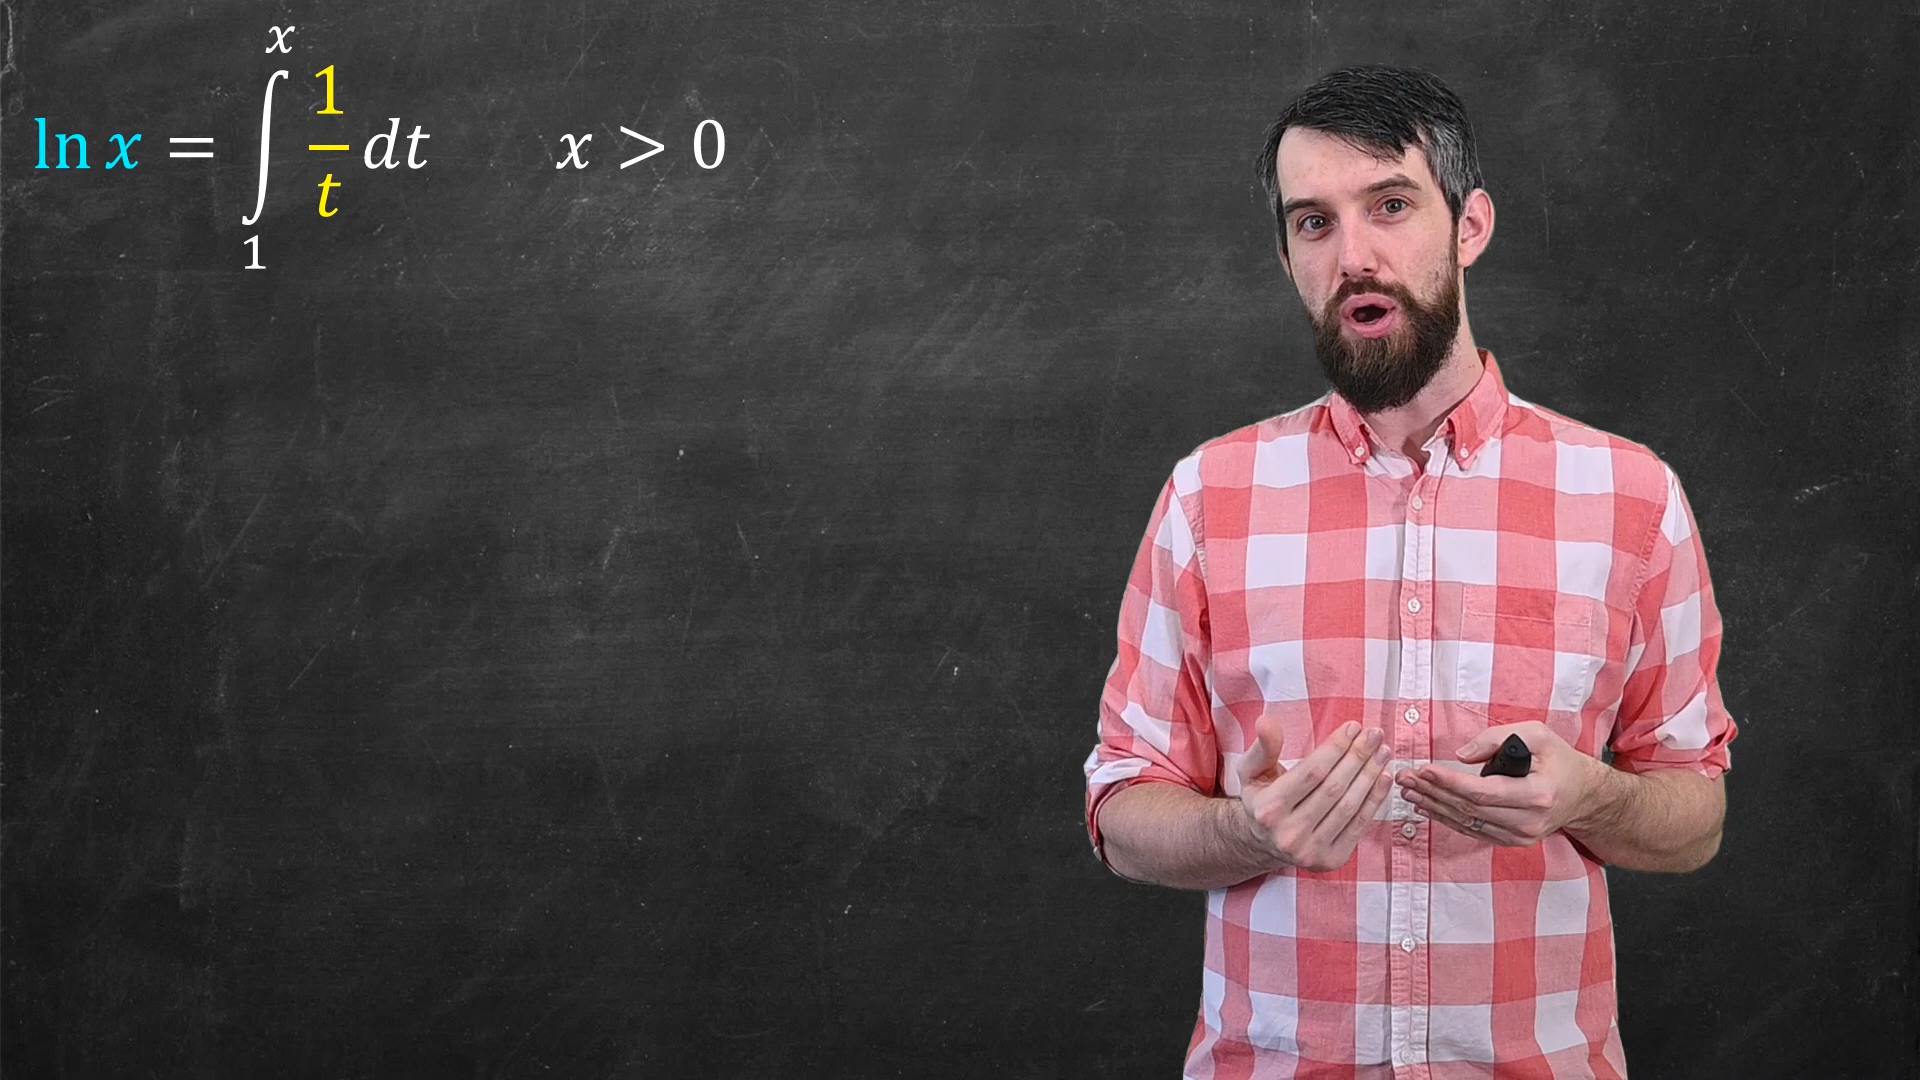 ln x = ∫₁ˣ 1/t dt x > 0